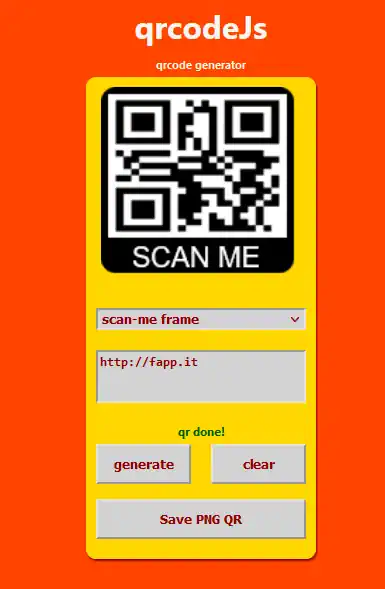 qrcodeJs
qrcode generator
SCAN ME
scan-me frame
http://fapp.it
qr done!
generate clear
Save PNG QR